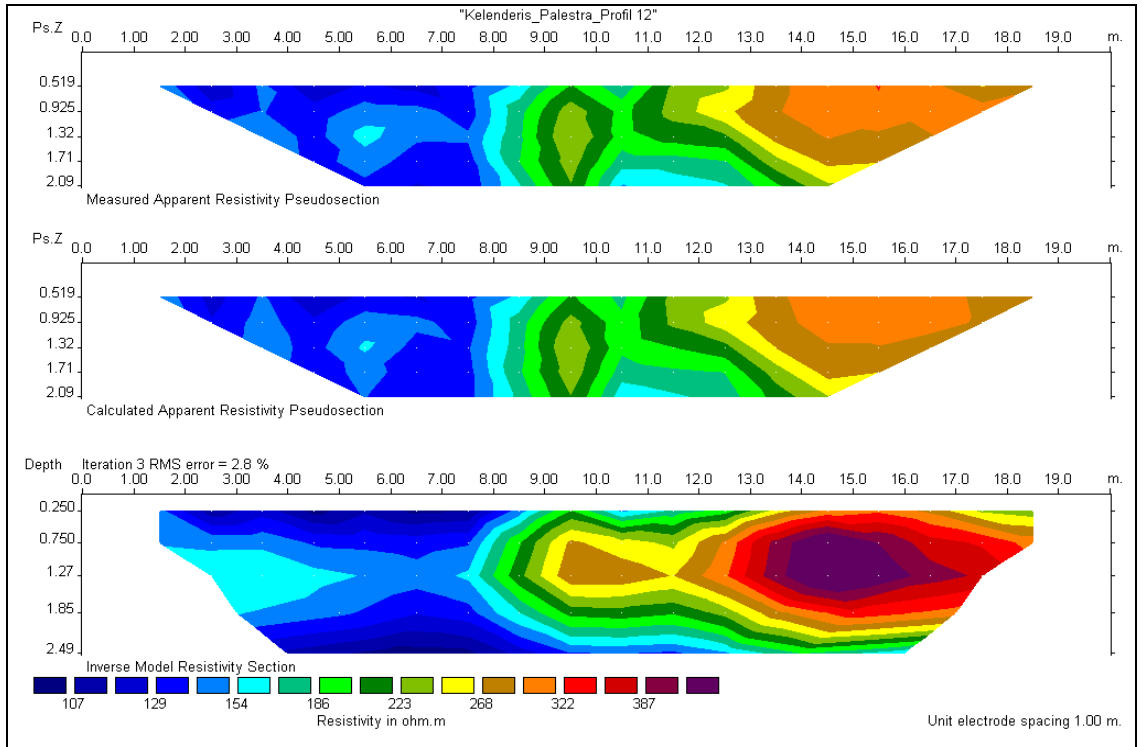 "Kelenderis_Palestra_Profil 12"
Ps.Z 0.0 2.00 3.00 4.00 5.00 6.00 7.00 8.00 9.00 10.0 11.0 12.0 13.0 14.0 15.0 16.0 17.0 18.0 19.0 m.
0.519
0.925
1.32
1.71
2.09
Measured Apparent Resistivity Pseudosection
Ps.Z 0.0 2.00 3.00 4.00 5.00 6.00 7.00 8.00 9.00 10.0 11.0 12.0 13.0 14.0 15.0 16.0 17.0 18.0 19.0 m.
0.519
0.925
1.32
1.71
2.09
Calculated Apparent Resistivity Pseudosection
Depth Iteration 3 RMS error = 2.8 %
0.0 2.00 3.00 4.00 5.00 6.00 7.00 8.00 9.00 10.0 11.0 12.0 13.0 14.0 15.0 16.0 17.0 18.0 19.0 m.
0.250
0.750
1.27
1.85
2.49
Inverse Model Resistivity Section
107 129 154 186 223 268 322 387
Resistivity in ohm.m Unit electrode spacing 1.00 m.